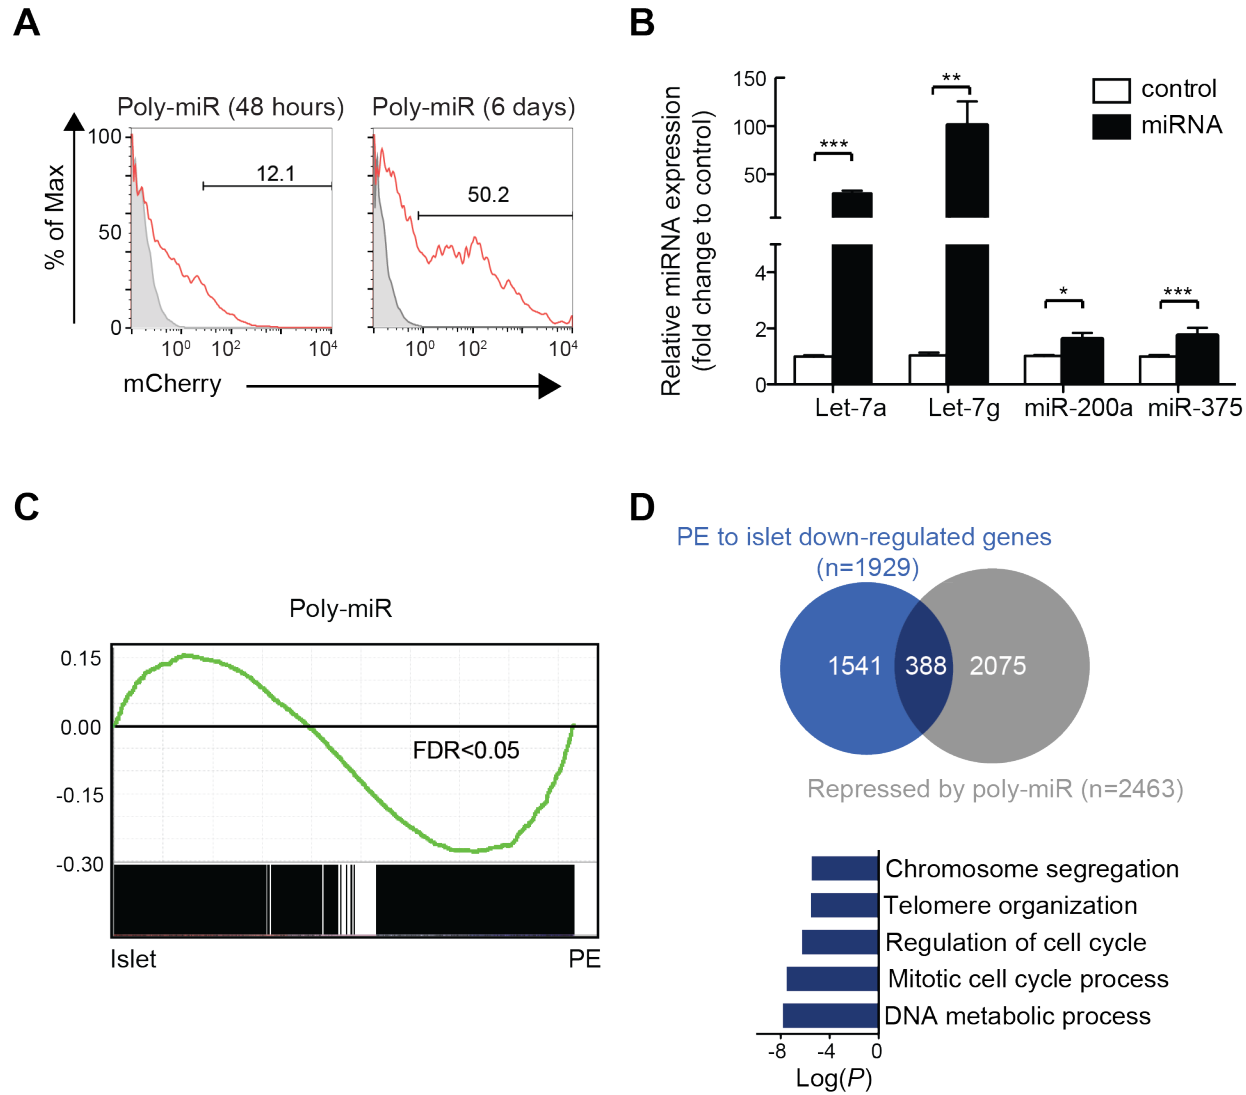 A
Poly-miR (48 hours)
Poly-miR (6 days)
% of Max
100
50
0
12.1
50.2
10⁰ 10² 10⁴
10⁰ 10² 10⁴
mCherry
B
Relative miRNA expression
(fold change to control)
150
100
50
4
2
0
***
**
*
***
control
miRNA
Let-7a
Let-7g
miR-200a
miR-375
C
Poly-miR
0.15
0.00
-0.15
-0.30
FDR<0.05
Islet
PE
D
PE to islet down-regulated genes
(n=1929)
1541
388
2075
Repressed by poly-miR (n=2463)
Chromosome segregation
Telomere organization
Regulation of cell cycle
Mitotic cell cycle process
DNA metabolic process
-8 -4 0
Log(P)